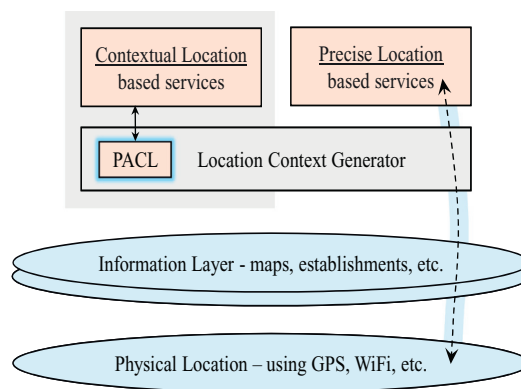 Contextual Location
based services
Precise Location
based services
PACL
Location Context Generator
Information Layer - maps, establishments, etc.
Physical Location – using GPS, WiFi, etc.